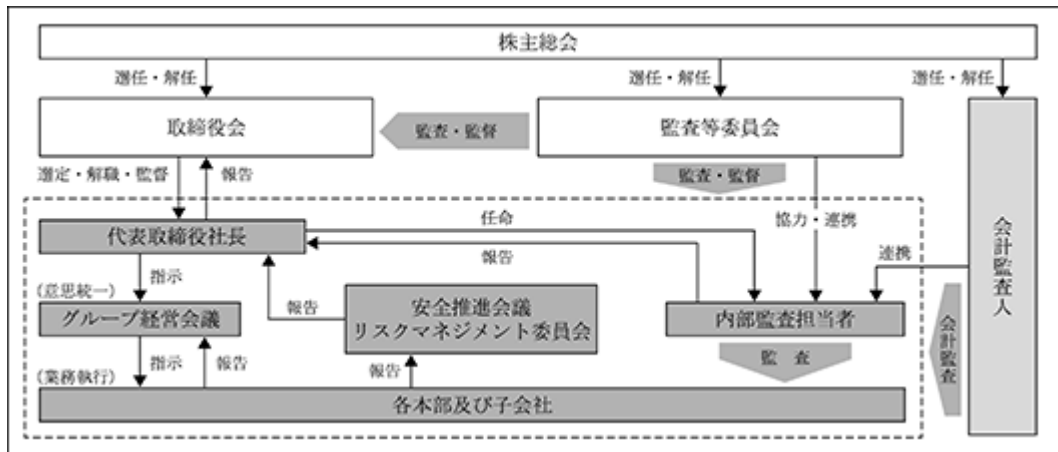 株主総会
選任・解任
選任・解任
選任・解任
取締役会
監査・監督
監査等委員会
選定・解職・監督
報告
監査・監督
代表取締役社長
任命
協力・連携
報告
連携
指示
(意思統一)
グループ経営会議
報告
安全推進会議
リスクマネジメント委員会
内部監査担当者
会計監査人
会計監査
指示
報告
(業務執行)
報告
監 査
各本部及び子会社